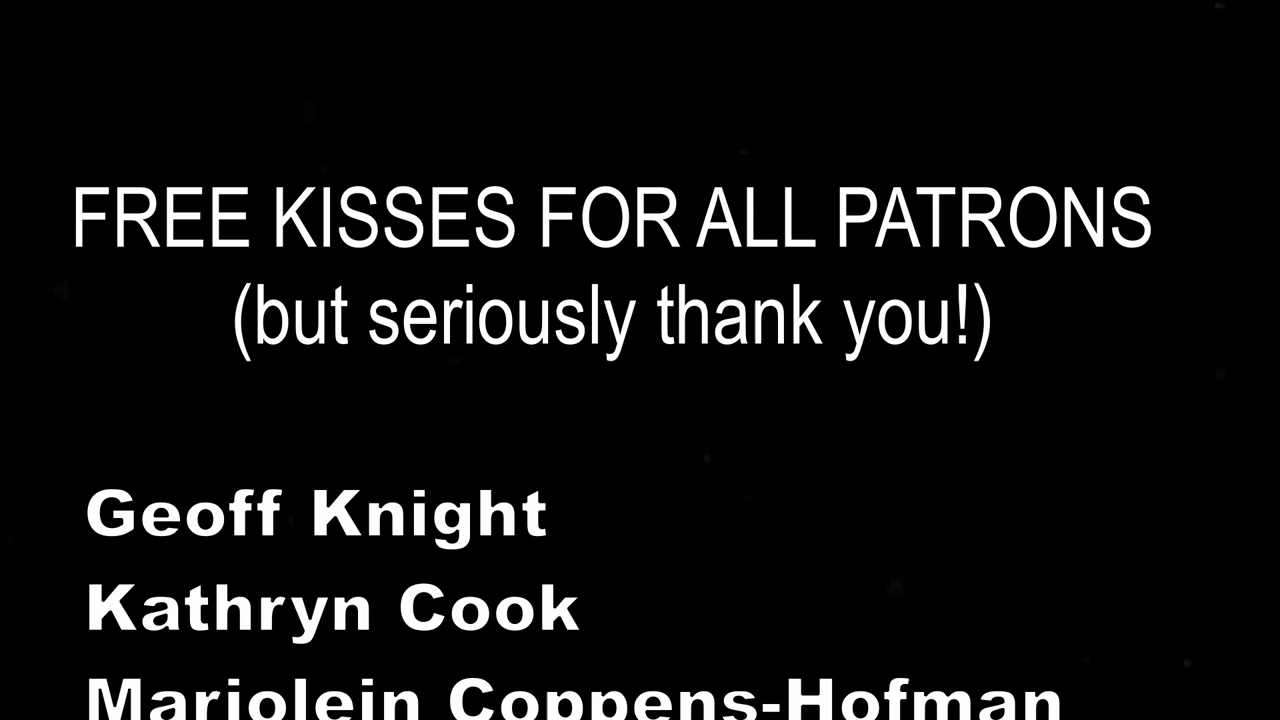 FREE KISSES FOR ALL PATRONS
(but seriously thank you!)
Geoff Knight
Kathryn Cook
Marjolein Coppens-Hofman